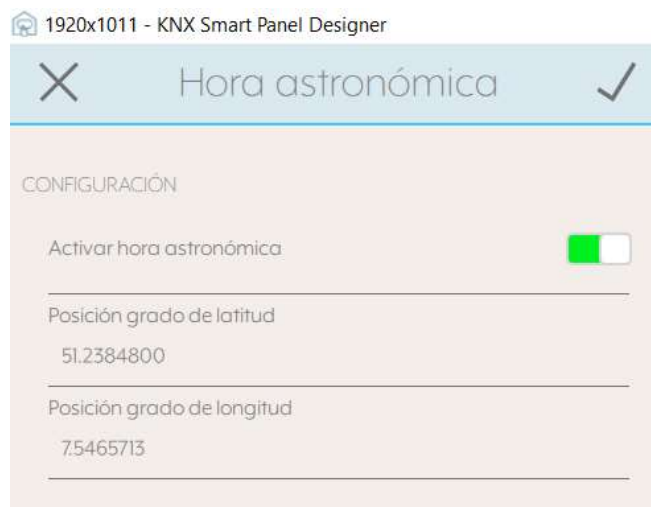 1920x1011 - KNX Smart Panel Designer
Hora astronómica
CONFIGURACIÓN
Activar hora astronómica
Posición grado de latitud
51.2384800
Posición grado de longitud
7.5465713